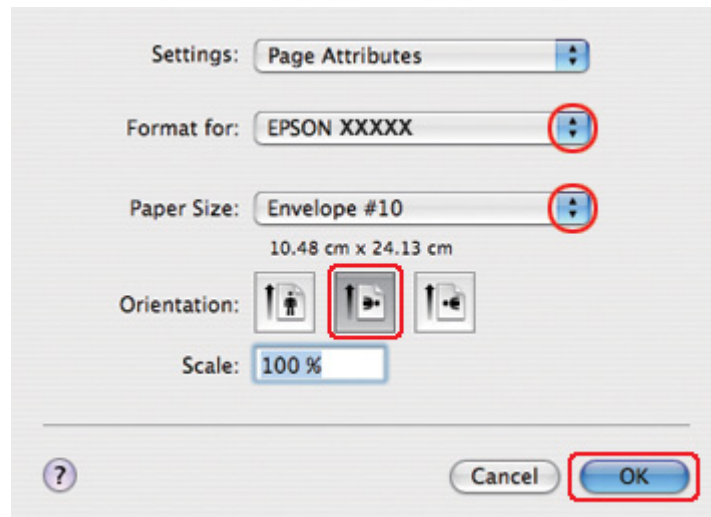 Settings: Page Attributes
Format for: EPSON XXXXX
Paper Size: Envelope #10
10.48 cm x 24.13 cm
Orientation:
Scale: 100 %
? Cancel OK